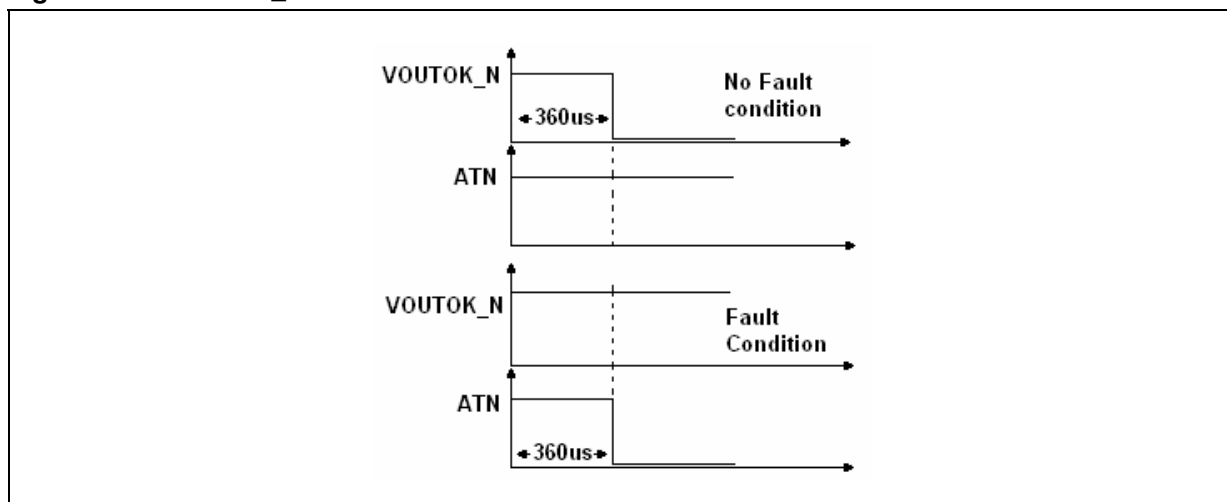 VOUTOK_N
No Fault
condition
360us
ATN
VOUTOK_N
Fault
Condition
ATN
360us